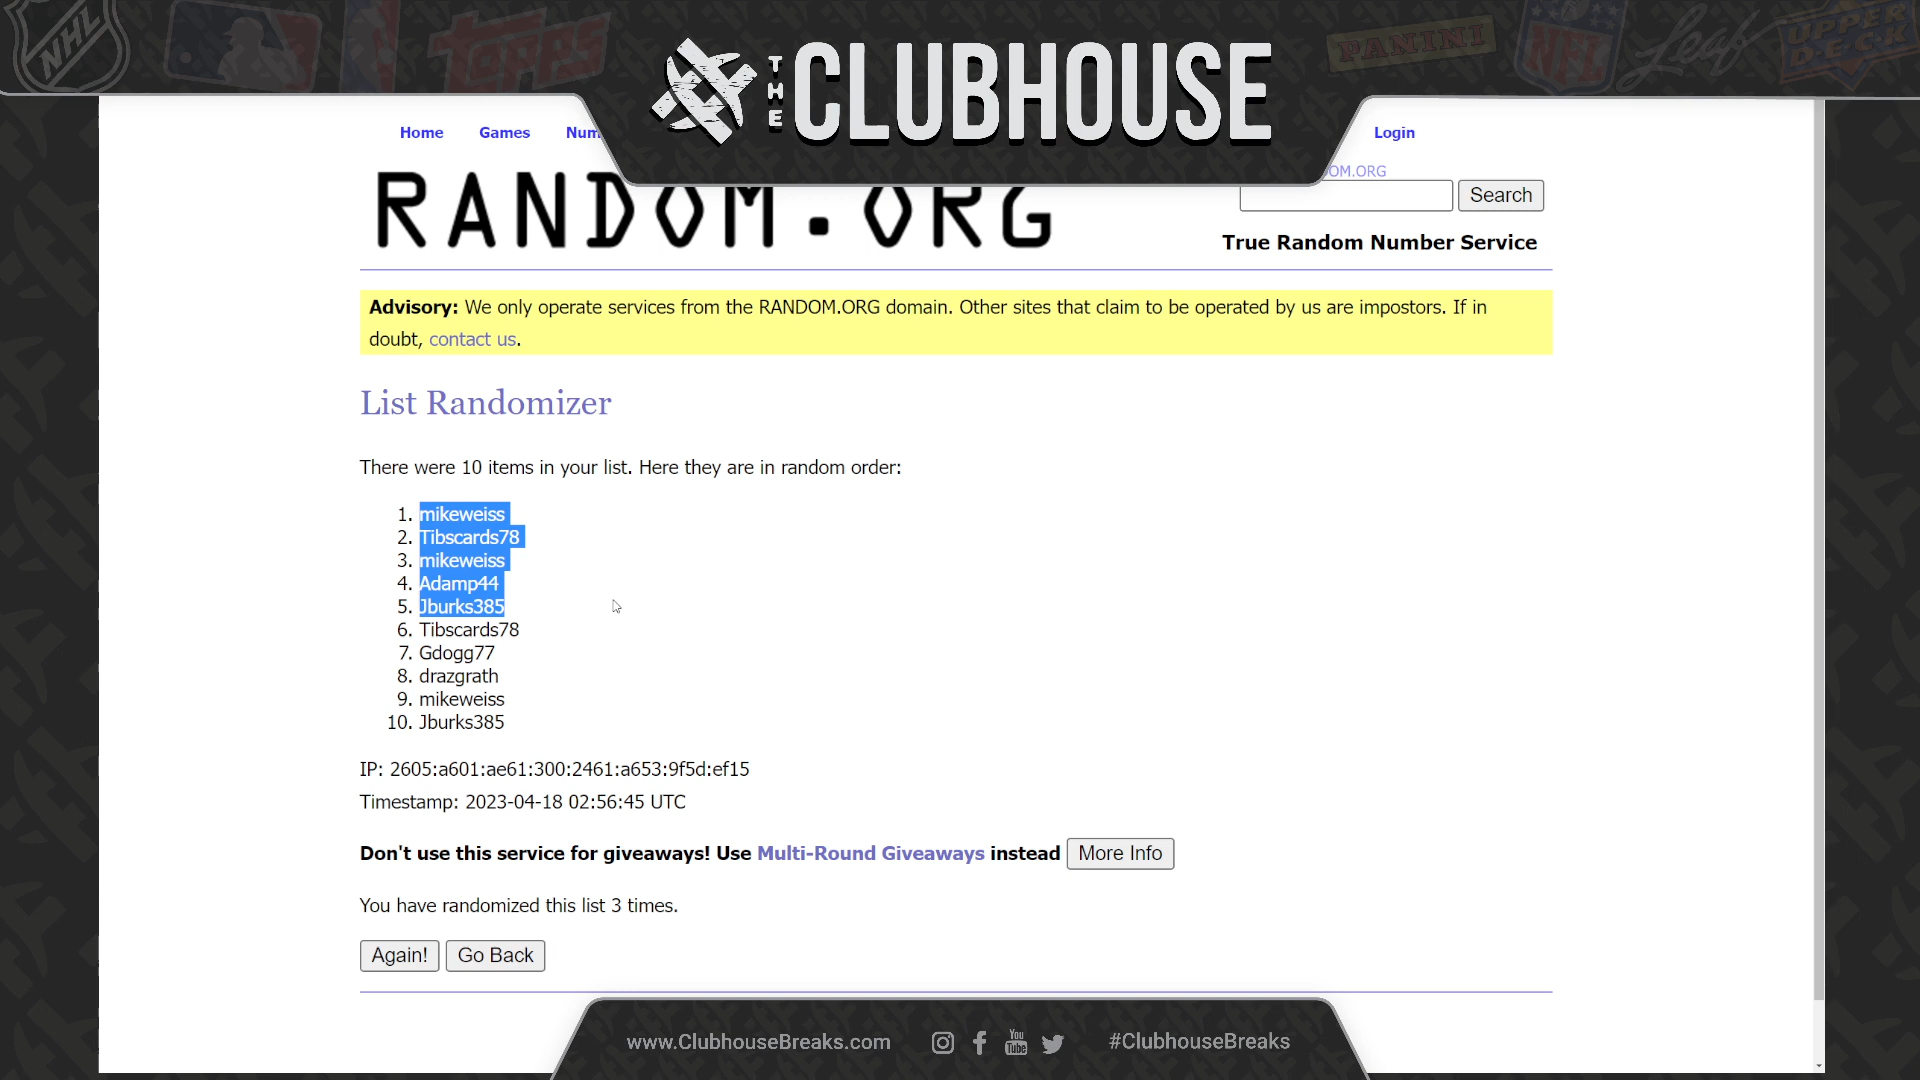 NHL
TOPPS
THE CLUBHOUSE
PANINI
NFL
Leaf
UPPER DECK
Home Games Num Login
OM.ORG
RANDOM.ORG
Search
True Random Number Service
Advisory: We only operate services from the RANDOM.ORG domain. Other sites that claim to be operated by us are impostors. If in
doubt, contact us.
List Randomizer
There were 10 items in your list. Here they are in random order:
1. mikeweiss
2. Tibscards78
3. mikeweiss
4. Adamp44
5. Jburks385
6. Tibscards78
7. Gdogg77
8. drazgrath
9. mikeweiss
10. Jburks385
IP: 2605:a601:ae61:300:2461:a653:9f5d:ef15
Timestamp: 2023-04-18 02:56:45 UTC
Don't use this service for giveaways! Use Multi-Round Giveaways instead More Info
You have randomized this list 3 times.
Again! Go Back
www.ClubhouseBreaks.com You Tube #ClubhouseBreaks